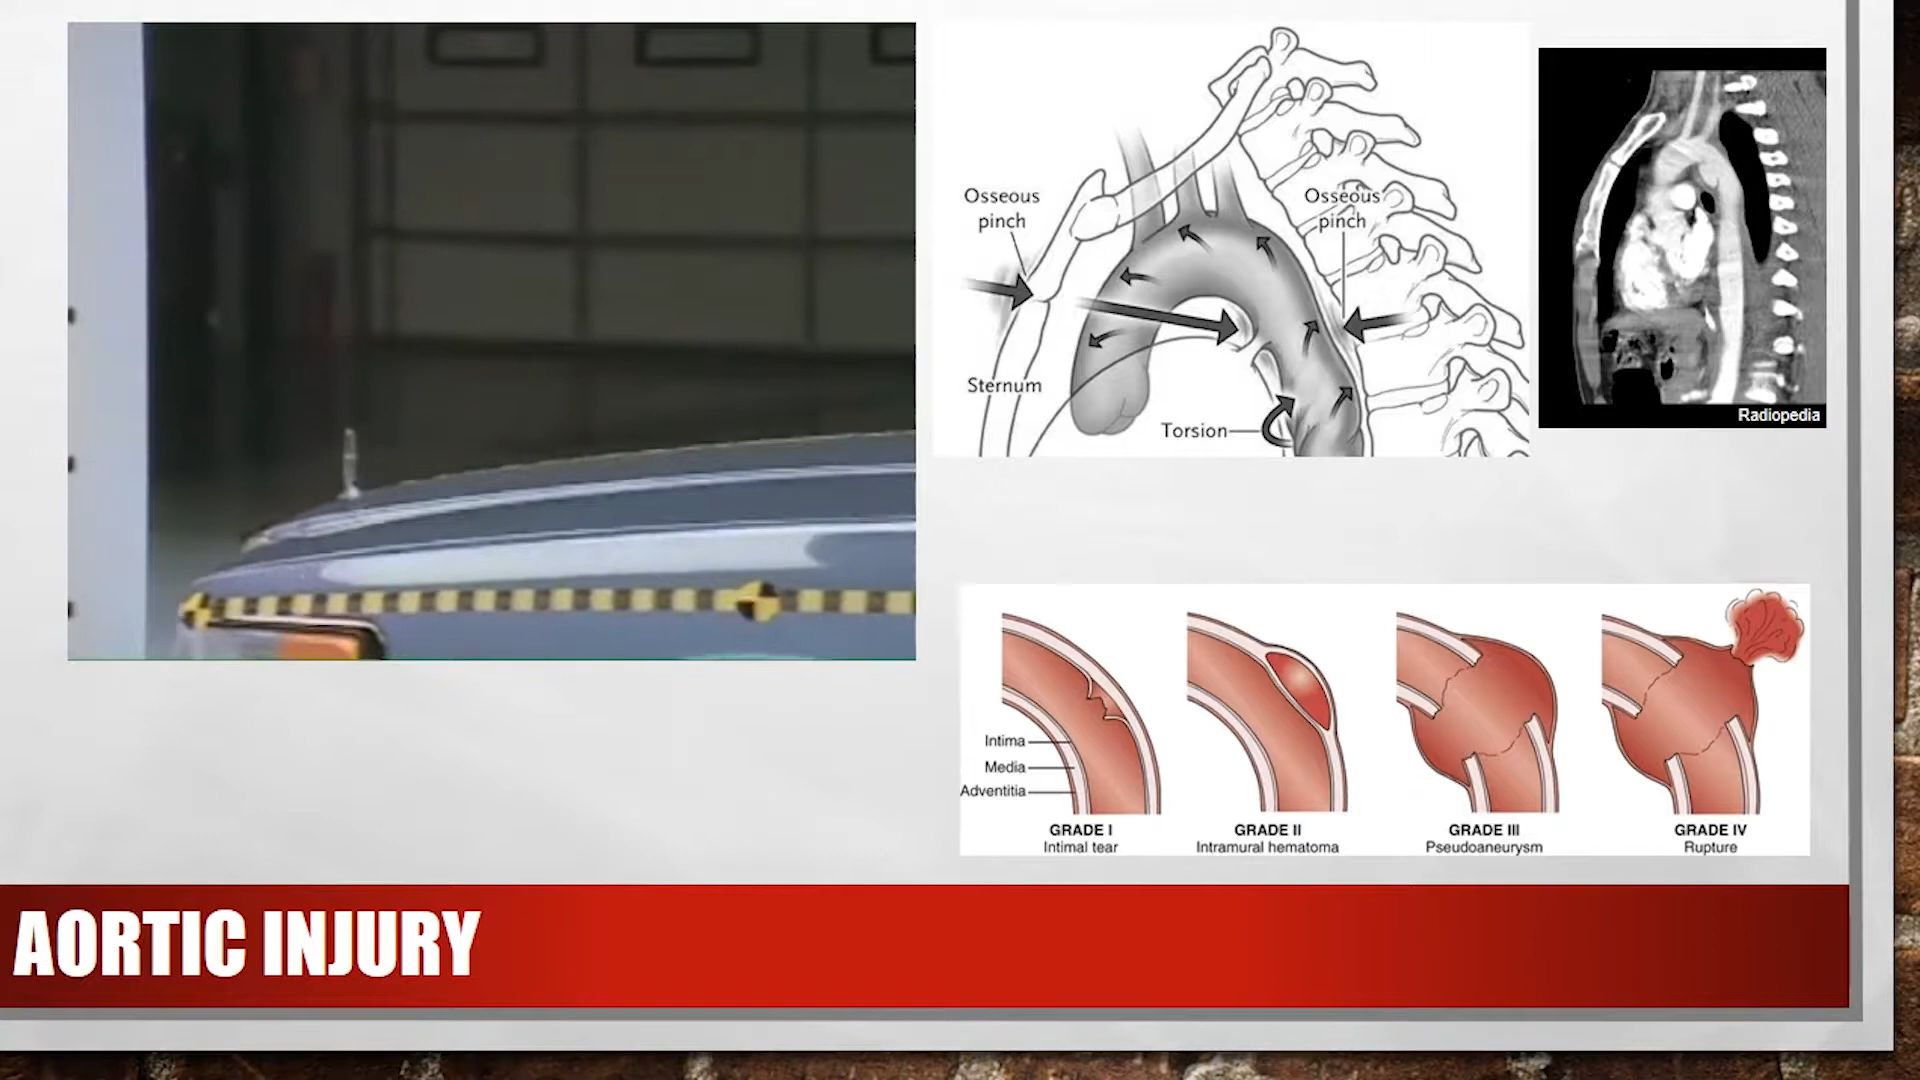 Osseous
pinch
Osseous
pinch
Sternum
Torsion
Radiopedia
Intima
Media
Adventitia
GRADE I
Intimal tear
GRADE II
Intramural hematoma
GRADE III
Pseudoaneurysm
GRADE IV
Rupture
AORTIC INJURY